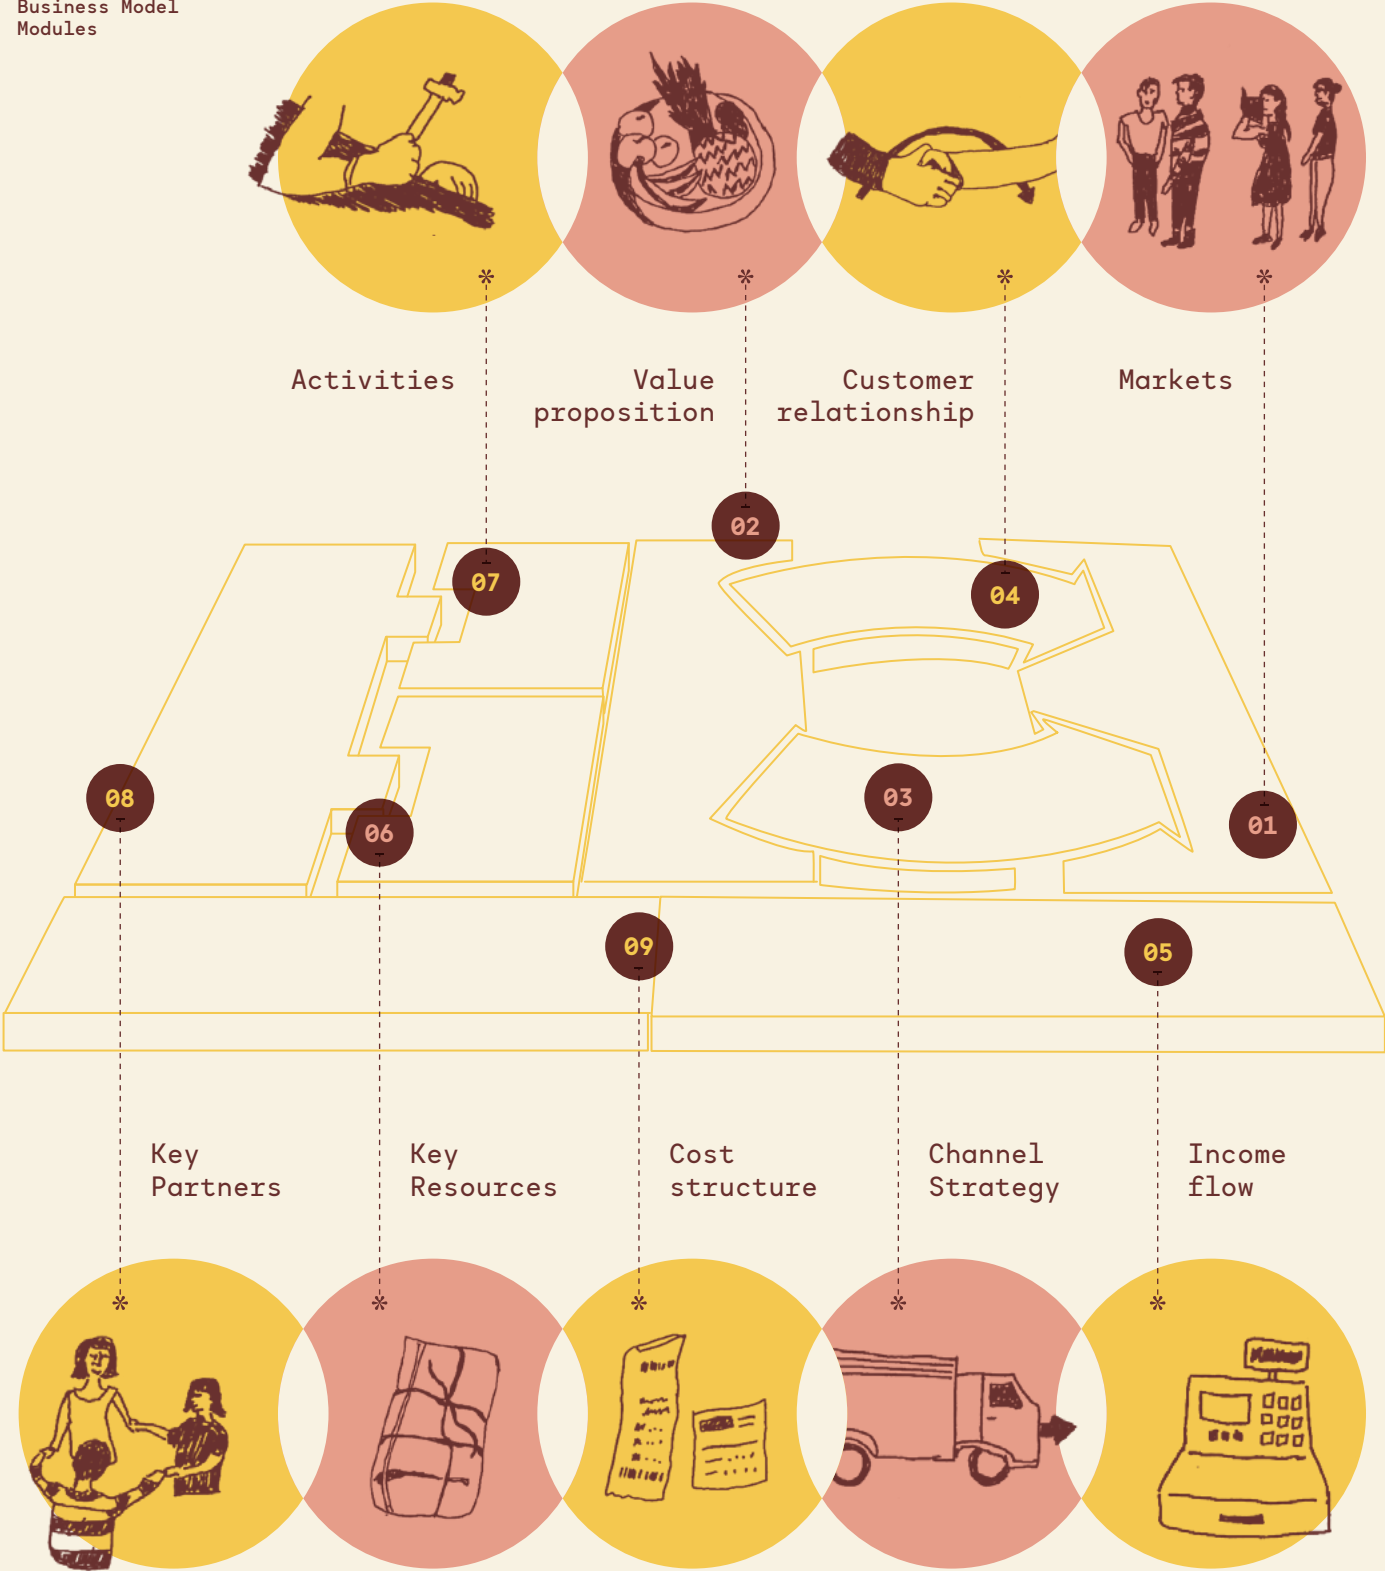 Business Model
Modules
*
*
*
*
Activities
Value
proposition
Customer
relationship
Markets
02
07
04
08
06
03
01
09
05
Key
Partners
Key
Resources
Cost
structure
Channel
Strategy
Income
flow
*
*
*
*
*